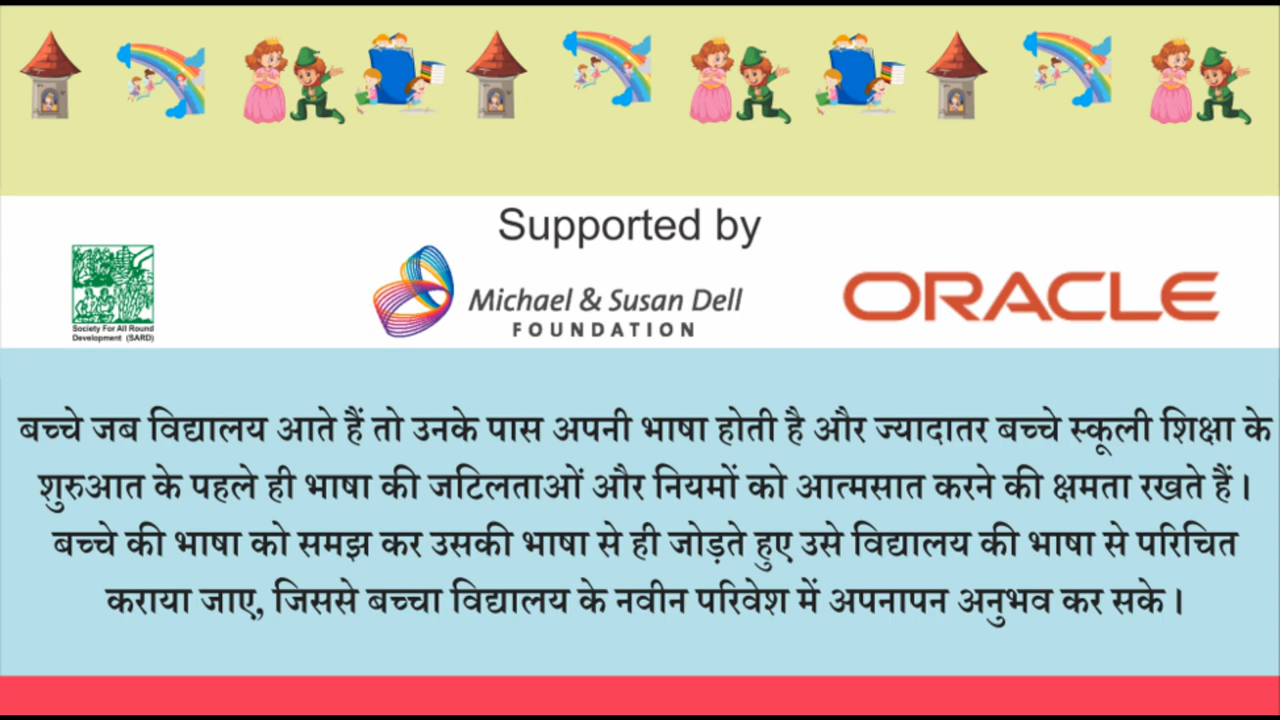 Supported by
Society For All Round
Development (SARD)
Michael & Susan Dell
FOUNDATION
ORACLE
बच्चे जब विद्यालय आते हैं तो उनके पास अपनी भाषा होती है और ज्यादातर बच्चे स्कूली शिक्षा के
शुरुआत के पहले ही भाषा की जटिलताओं और नियमों को आत्मसात करने की क्षमता रखते हैं।
बच्चे की भाषा को समझ कर उसकी भाषा से ही जोड़ते हुए उसे विद्यालय की भाषा से परिचित
कराया जाए, जिससे बच्चा विद्यालय के नवीन परिवेश में अपनापन अनुभव कर सके।